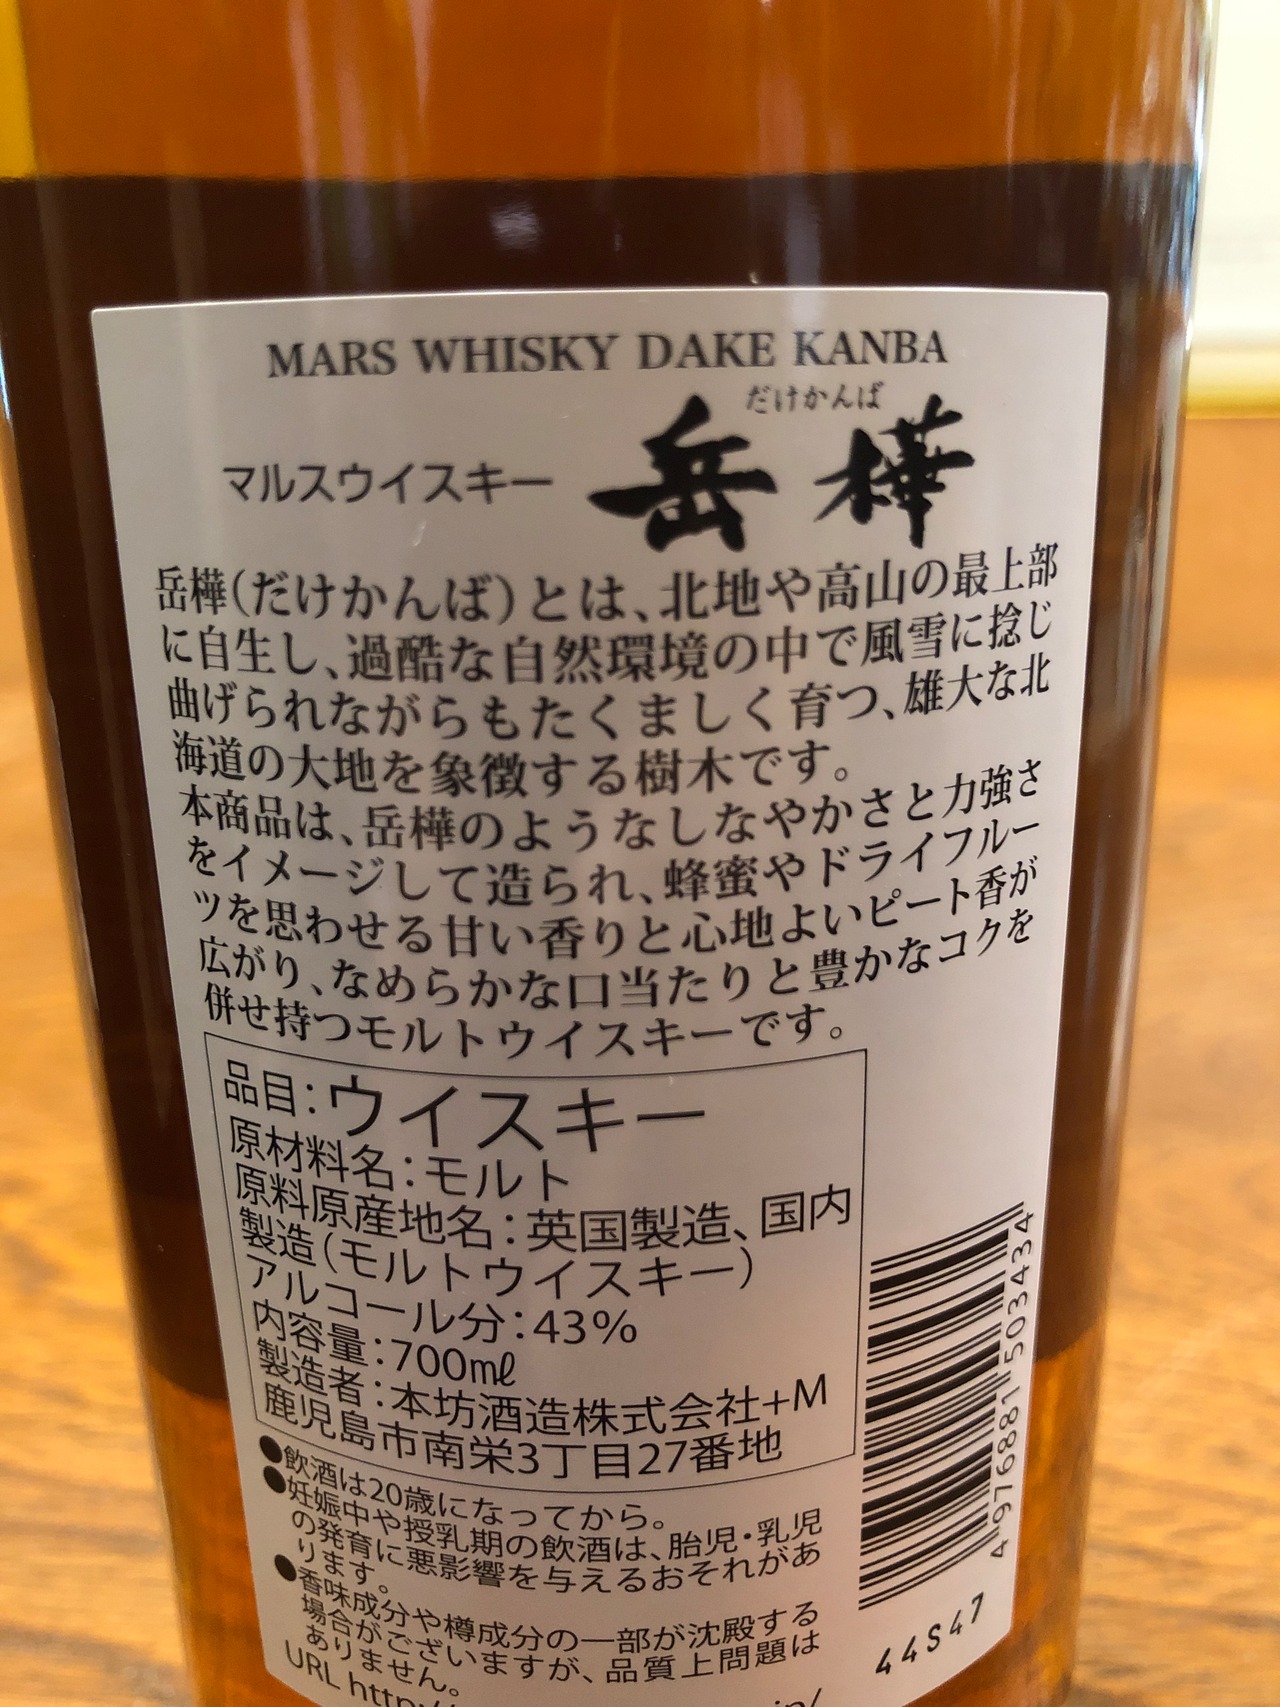 MARS WHISKY DAKE KANBA
だけかんば
マルスウイスキー 岳樺
岳樺(だけかんば)とは、北地や高山の最上部
に自生し、過酷な自然環境の中で風雪に捻じ
曲げられながらもたくましく育つ、雄大な北
海道の大地を象徴する樹木です。
本商品は、岳樺のようなしなやかさと力強さ
をイメージして造られ、蜂蜜やドライフルー
ツを思わせる甘い香りと心地よいピート香が
広がり、なめらかな口当たりと豊かなコクを
併せ持つモルトウイスキーです。
品目:ウイスキー
原材料名:モルト
原料原産地名:英国製造、国内
製造(モルトウイスキー)
アルコール分:43%
内容量:700mℓ
製造者:本坊酒造株式会社+M
鹿児島市南栄3丁目27番地
●飲酒は20歳になってから。
●妊娠中や授乳期の飲酒は、胎児・乳児
の発育に悪影響を与えるおそれがあ
ります。
●香味成分や樽成分の一部が沈殿する
場合がございますが、品質上問題は
ありません。
URL http:/
4976881503434
44S47